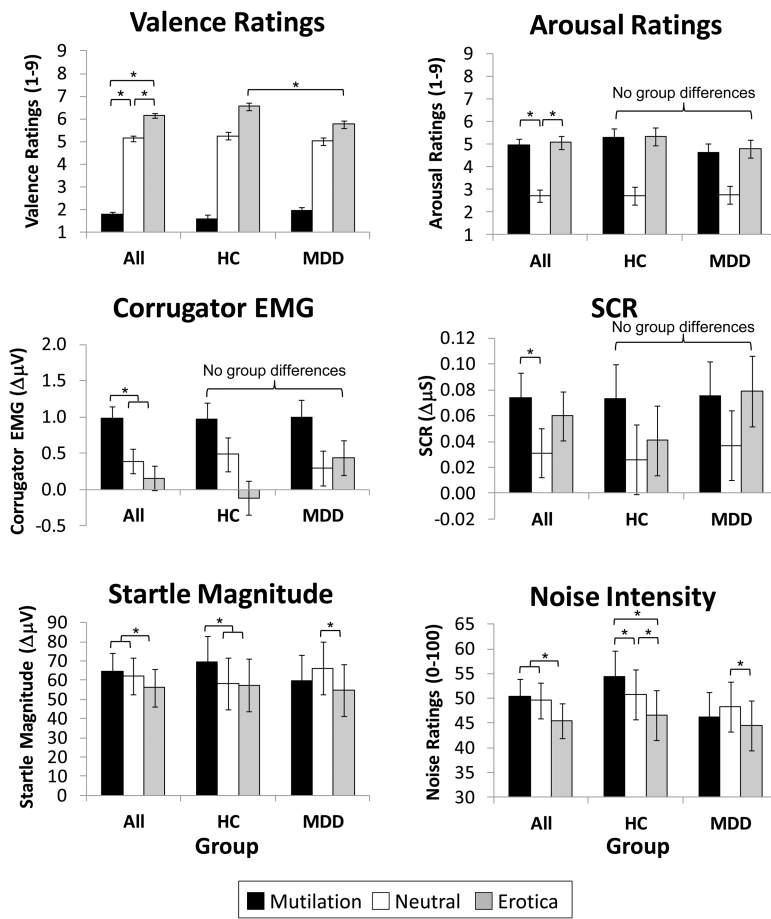 Valence Ratings
Valence Ratings (1-9)
9
8
7
6
5
4
3
2
1
*
*
*
*
All
HC
MDD
Arousal Ratings
Arousal Ratings (1-9)
9
8
7
6
5
4
3
2
1
No group differences
*
*
All
HC
MDD
Corrugator EMG
Corrugator EMG (ΔµV)
2.0
1.5
1.0
0.5
0.0
-0.5
No group differences
*
All
HC
MDD
SCR
SCR (ΔµS)
0.12
0.10
0.08
0.06
0.04
0.02
0.00
-0.02
No group differences
*
All
HC
MDD
Startle Magnitude
Startle Magnitude (ΔµV)
90
80
70
60
50
40
30
20
10
0
*
*
*
All
HC
MDD
Group
Noise Intensity
Noise Ratings (0-100)
65
60
55
50
45
40
35
30
*
*
*
*
*
All
HC
MDD
Group
Mutilation Neutral Erotica